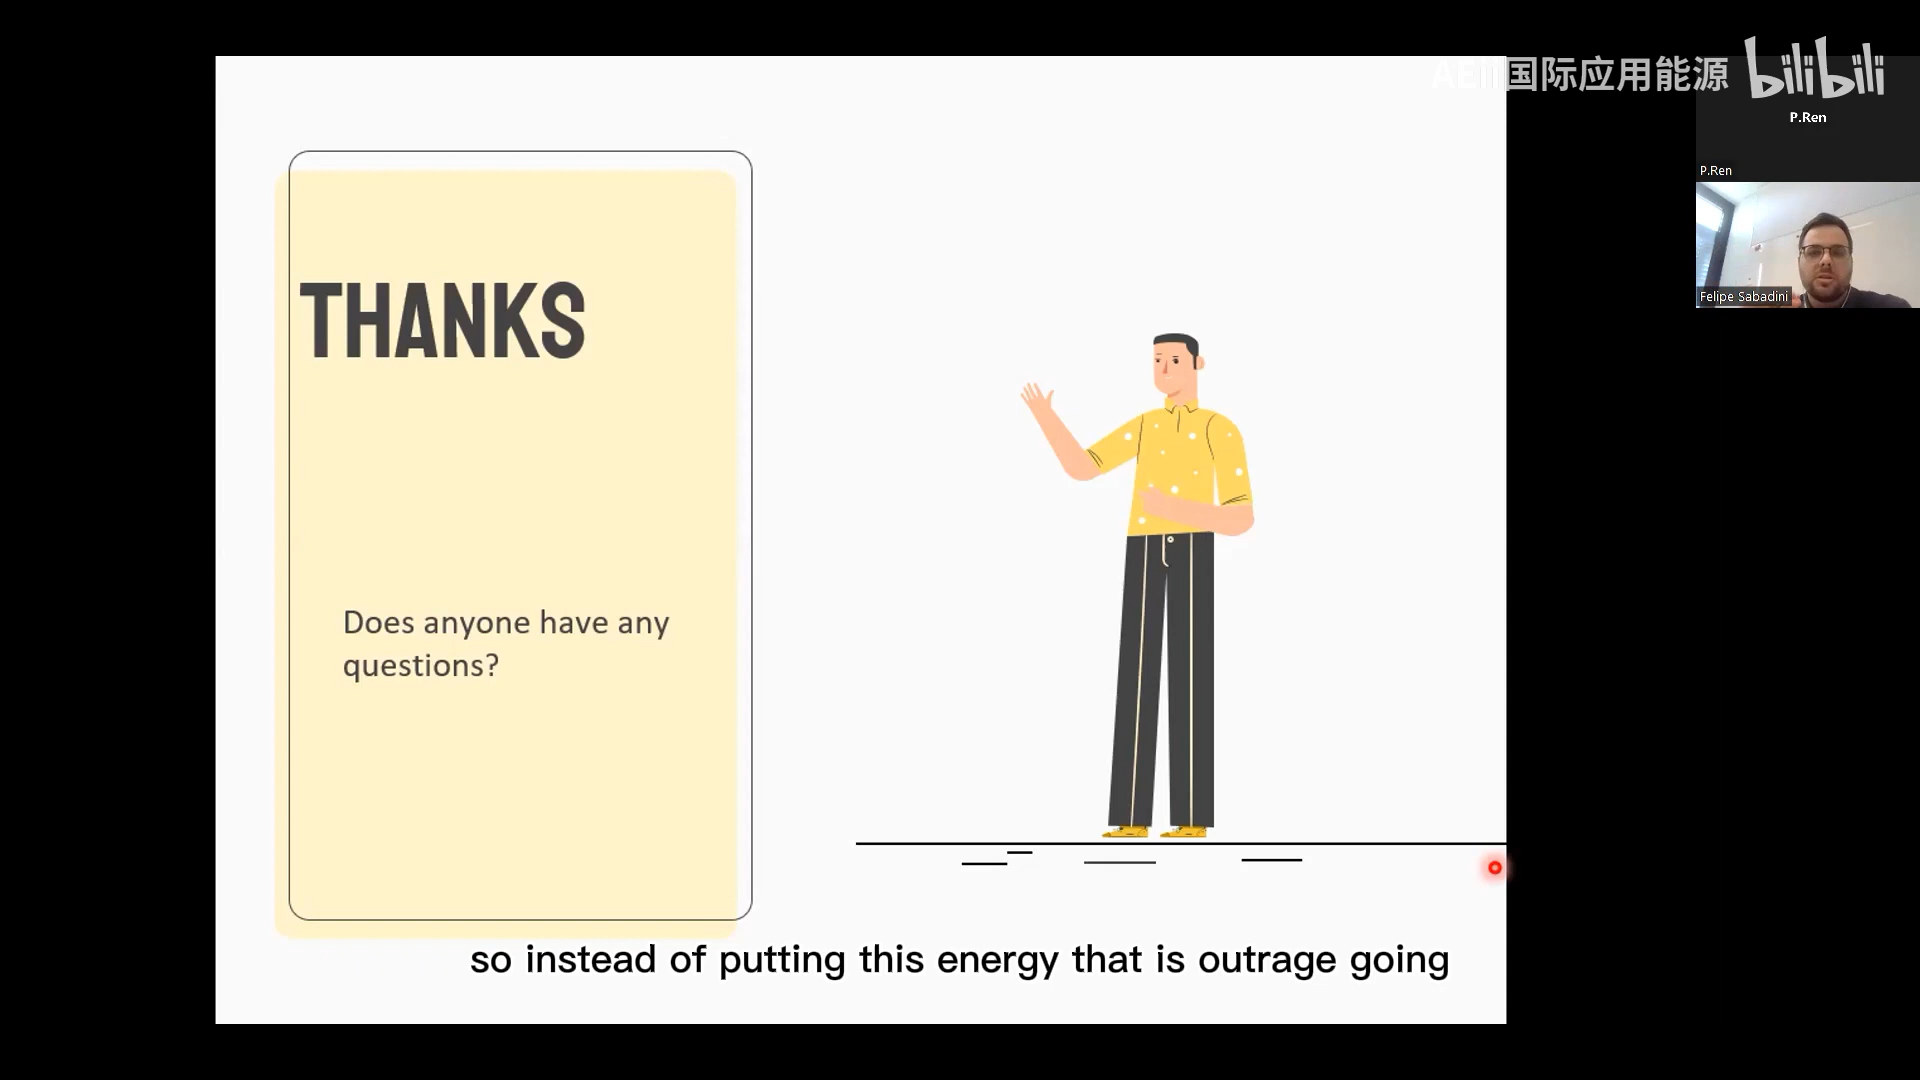 AEii国际应用能源 bilibili
P.Ren
P.Ren
Felipe Sabadini
THANKS
Does anyone have any
questions?
so instead of putting this energy that is outrage going